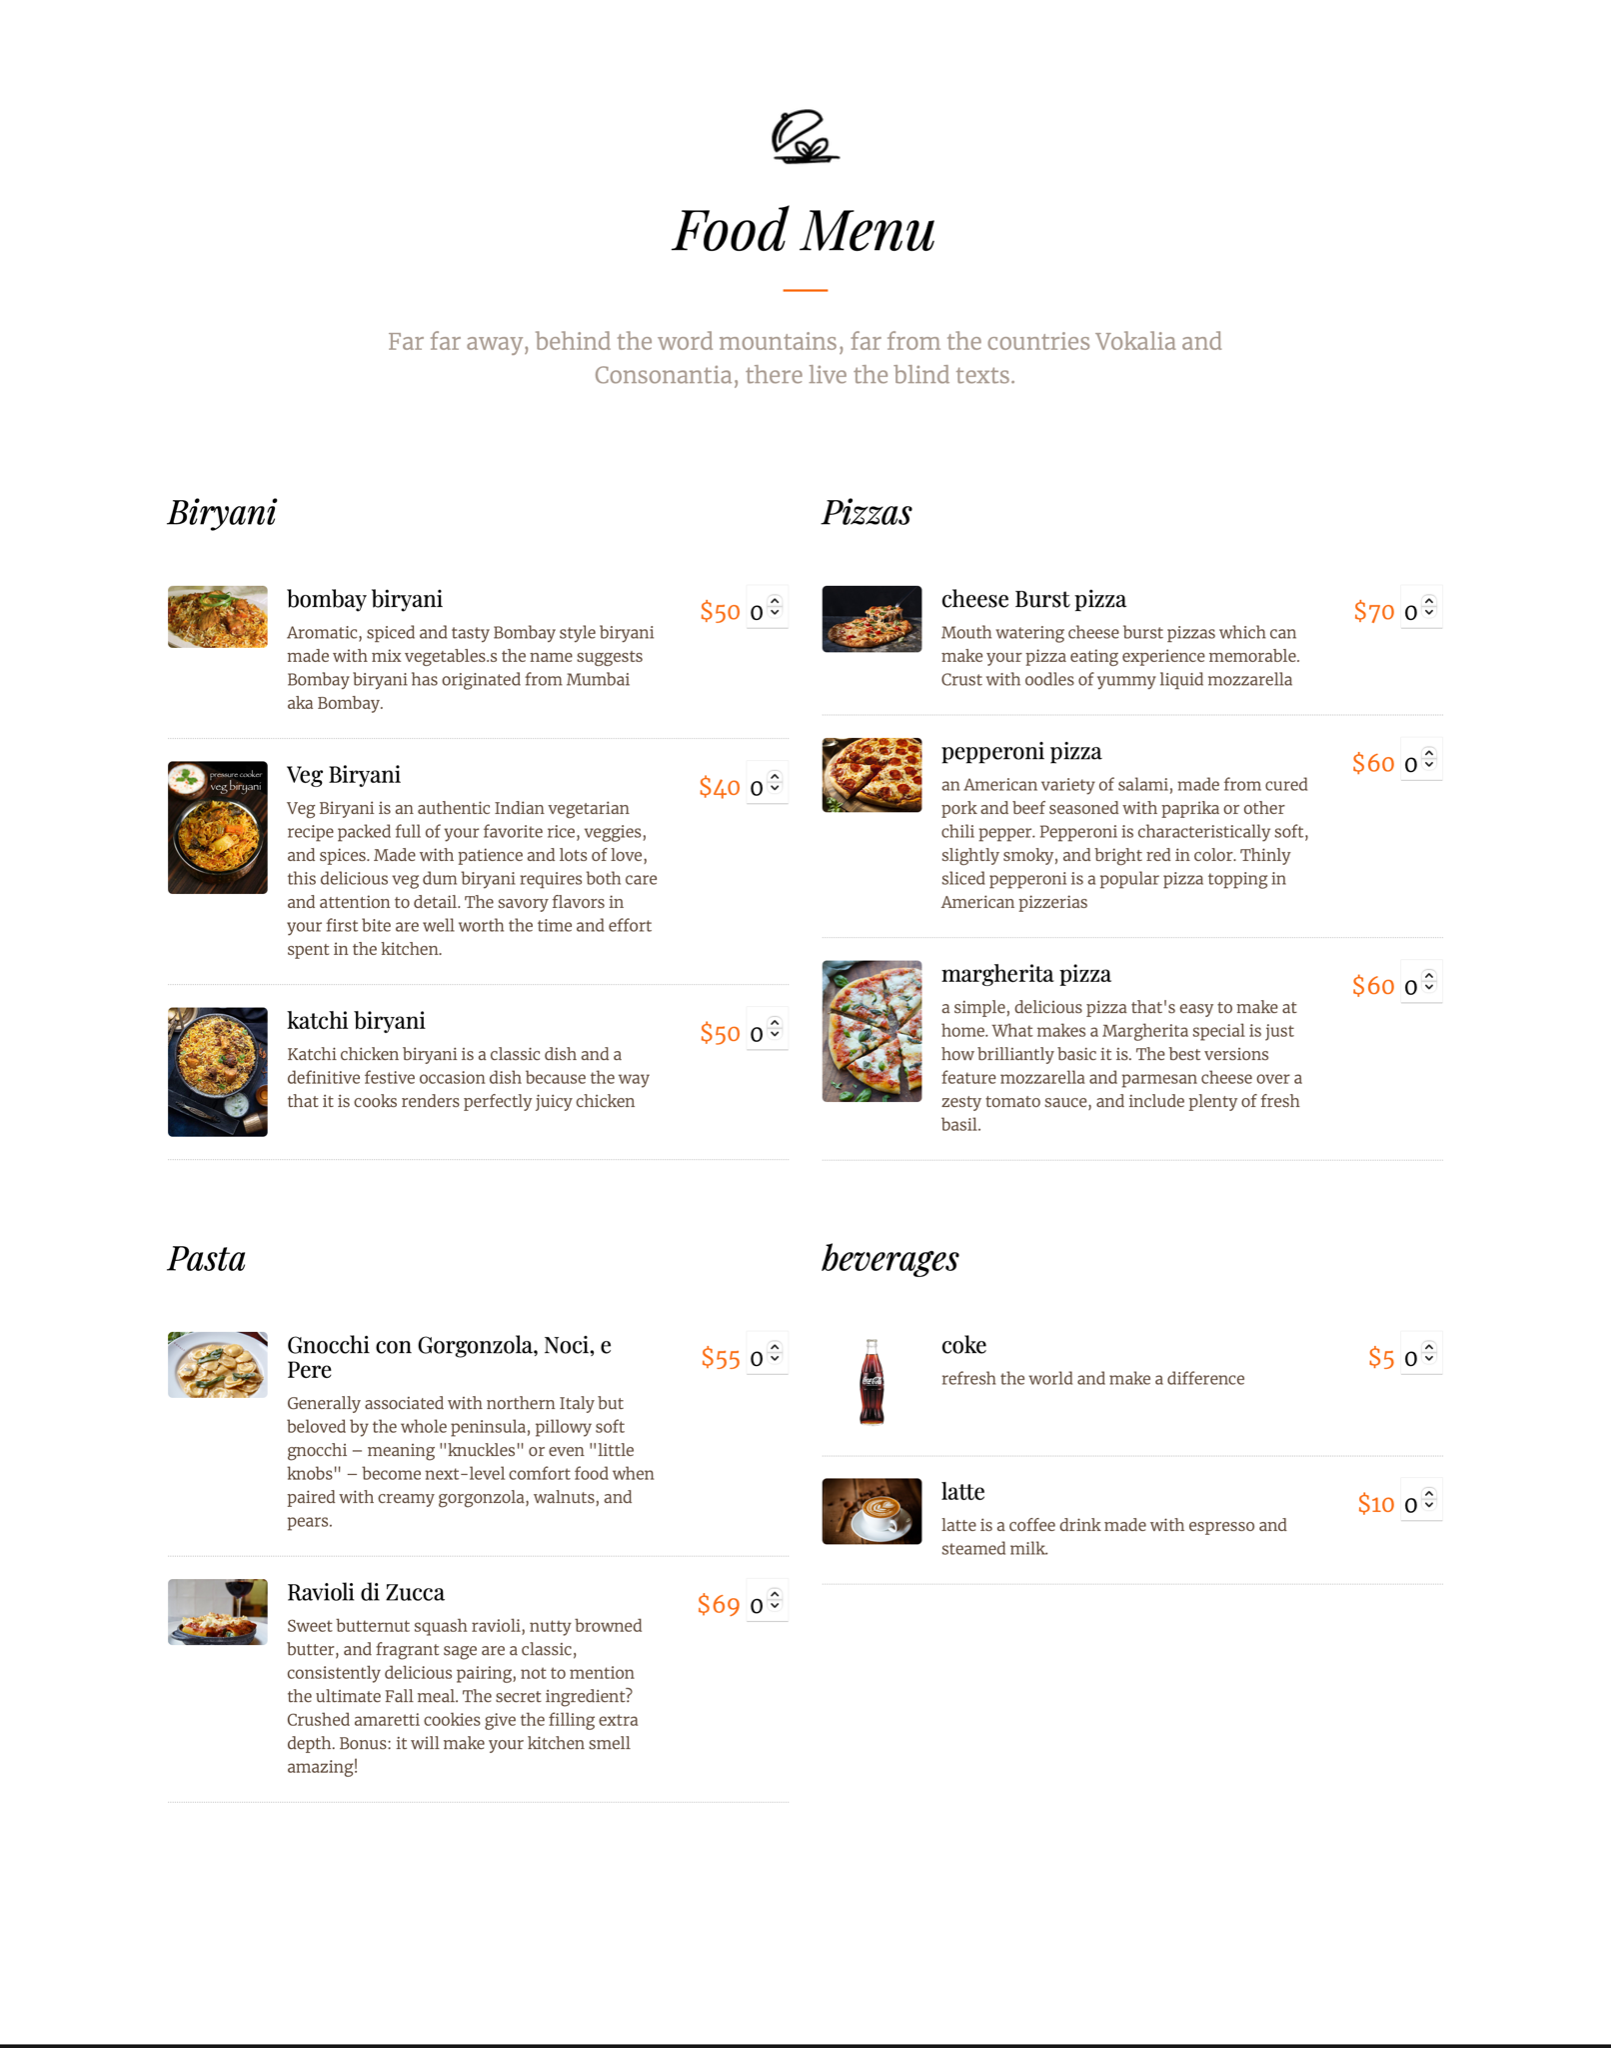 Food Menu
Far far away, behind the word mountains, far from the countries Vokalia and
Consonantia, there live the blind texts.
Biryani
bombay biryani
$50 0
Aromatic, spiced and tasty Bombay style biryani
made with mix vegetables.s the name suggests
Bombay biryani has originated from Mumbai
aka Bombay.
pressure cooker
veg biryani
Veg Biryani
$40 0
Veg Biryani is an authentic Indian vegetarian
recipe packed full of your favorite rice, veggies,
and spices. Made with patience and lots of love,
this delicious veg dum biryani requires both care
and attention to detail. The savory flavors in
your first bite are well worth the time and effort
spent in the kitchen.
katchi biryani
$50 0
Katchi chicken biryani is a classic dish and a
definitive festive occasion dish because the way
that it is cooks renders perfectly juicy chicken
Pizzas
cheese Burst pizza
$70 0
Mouth watering cheese burst pizzas which can
make your pizza eating experience memorable.
Crust with oodles of yummy liquid mozzarella
pepperoni pizza
$60 0
an American variety of salami, made from cured
pork and beef seasoned with paprika or other
chili pepper. Pepperoni is characteristically soft,
slightly smoky, and bright red in color. Thinly
sliced pepperoni is a popular pizza topping in
American pizzerias
margherita pizza
$60 0
a simple, delicious pizza that's easy to make at
home. What makes a Margherita special is just
how brilliantly basic it is. The best versions
feature mozzarella and parmesan cheese over a
zesty tomato sauce, and include plenty of fresh
basil.
Pasta
Gnocchi con Gorgonzola, Noci, e
Pere
$55 0
Generally associated with northern Italy but
beloved by the whole peninsula, pillowy soft
gnocchi – meaning "knuckles" or even "little
knobs" – become next-level comfort food when
paired with creamy gorgonzola, walnuts, and
pears.
Ravioli di Zucca
$69 0
Sweet butternut squash ravioli, nutty browned
butter, and fragrant sage are a classic,
consistently delicious pairing, not to mention
the ultimate Fall meal. The secret ingredient?
Crushed amaretti cookies give the filling extra
depth. Bonus: it will make your kitchen smell
amazing!
beverages
coke
$5 0
refresh the world and make a difference
Coca-Cola
latte
$10 0
latte is a coffee drink made with espresso and
steamed milk.